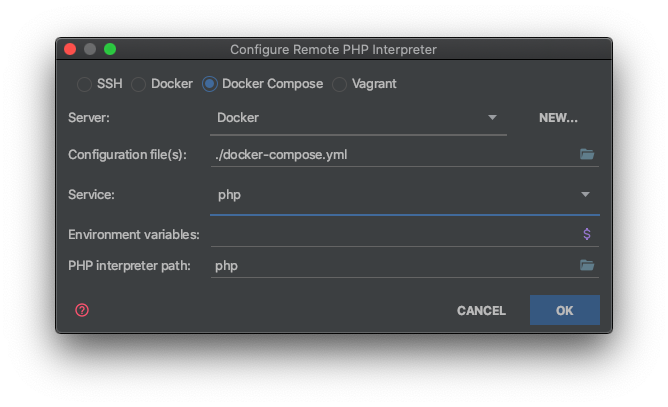 Configure Remote PHP Interpreter
SSH Docker Docker Compose Vagrant
Server: Docker NEW...
Configuration file(s): ./docker-compose.yml
Service: php
Environment variables: $
PHP interpreter path: php
? CANCEL OK